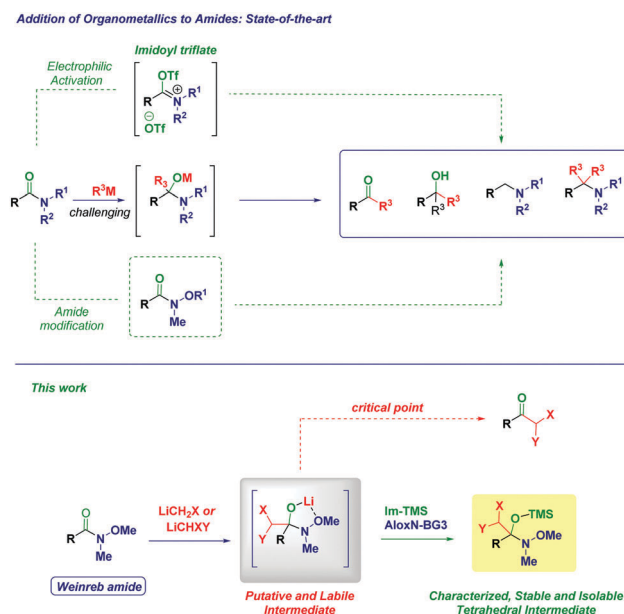 Addition of Organometallics to Amides: State-of-the-art
Imidoyl triflate
Electrophilic
Activation
OTf
R N⊕ R¹
⊖
OTf R²
O
R N R¹
R²
R³M
challenging
R₃ OM
R N R¹
R²
O
R R³
OH
R R³
R³
R N R¹
R²
R³ R³
R N R¹
R²
Amide
modification
O
R N OR¹
Me
This work
critical point
O
R X
Y
O
R N OMe
Me
Weinreb amide
LiCH₂X or
LiCHXY
X O Li
Y OMe
R N
Me
Putative and Labile
Intermediate
Im-TMS
AloxN-BG3
X O TMS
Y OMe
R N
Me
Characterized, Stable and Isolable
Tetrahedral Intermediate